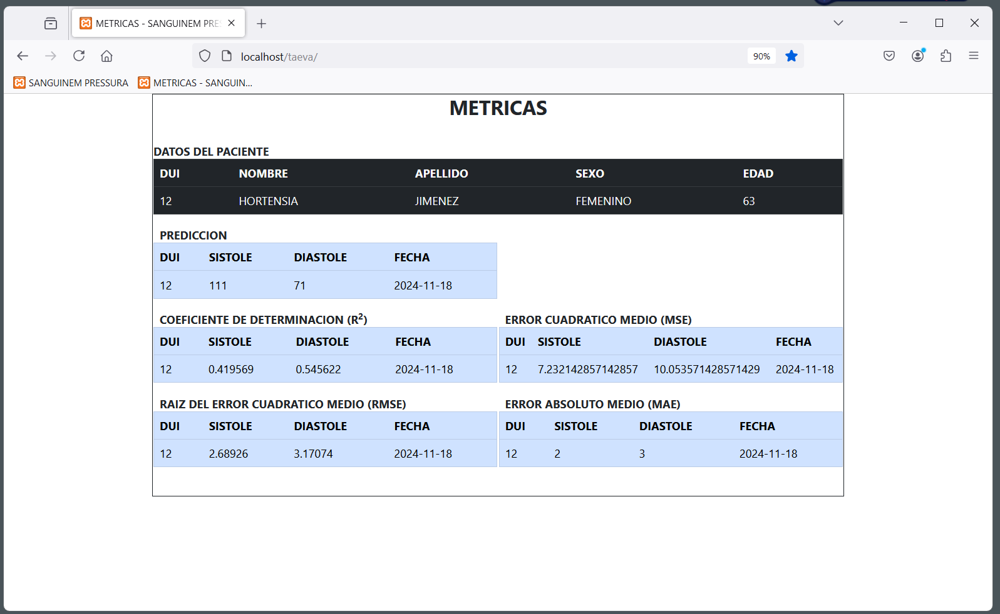 METRICAS - SANGUINEM PRES
localhost/taeva/
90%
SANGUINEM PRESSURA METRICAS - SANGUIN...
METRICAS
DATOS DEL PACIENTE
DUI NOMBRE APELLIDO SEXO EDAD
12 HORTENSIA JIMENEZ FEMENINO 63
PREDICCION
DUI SISTOLE DIASTOLE FECHA
12 111 71 2024-11-18
COEFICIENTE DE DETERMINACION (R²)
DUI SISTOLE DIASTOLE FECHA
12 0.419569 0.545622 2024-11-18
ERROR CUADRATICO MEDIO (MSE)
DUI SISTOLE DIASTOLE FECHA
12 7.232142857142857 10.053571428571429 2024-11-18
RAIZ DEL ERROR CUADRATICO MEDIO (RMSE)
DUI SISTOLE DIASTOLE FECHA
12 2.68926 3.17074 2024-11-18
ERROR ABSOLUTO MEDIO (MAE)
DUI SISTOLE DIASTOLE FECHA
12 2 3 2024-11-18